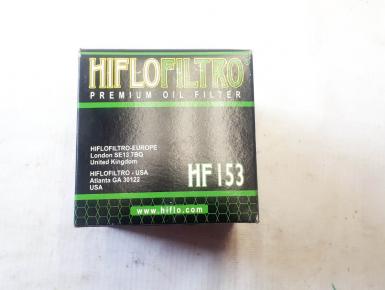 HIFLOFILTRO
PREMIUM OIL FILTER
HIFLOFILTRO-EUROPE
London SE13 7BQ
United Kingdom
HIFLOFILTRO - USA
Atlanta GA 30122
USA
HF153
www.hiflo.com